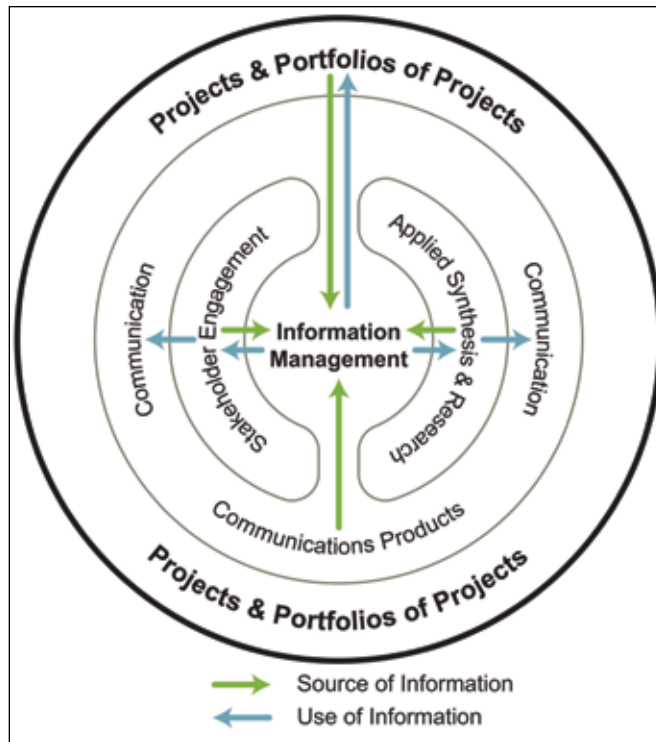 Projects & Portfolios of Projects
Communication
Stakeholder Engagement
Information
Management
Applied Synthesis & Research
Communication
Communications Products
Projects & Portfolios of Projects
Source of Information
Use of Information